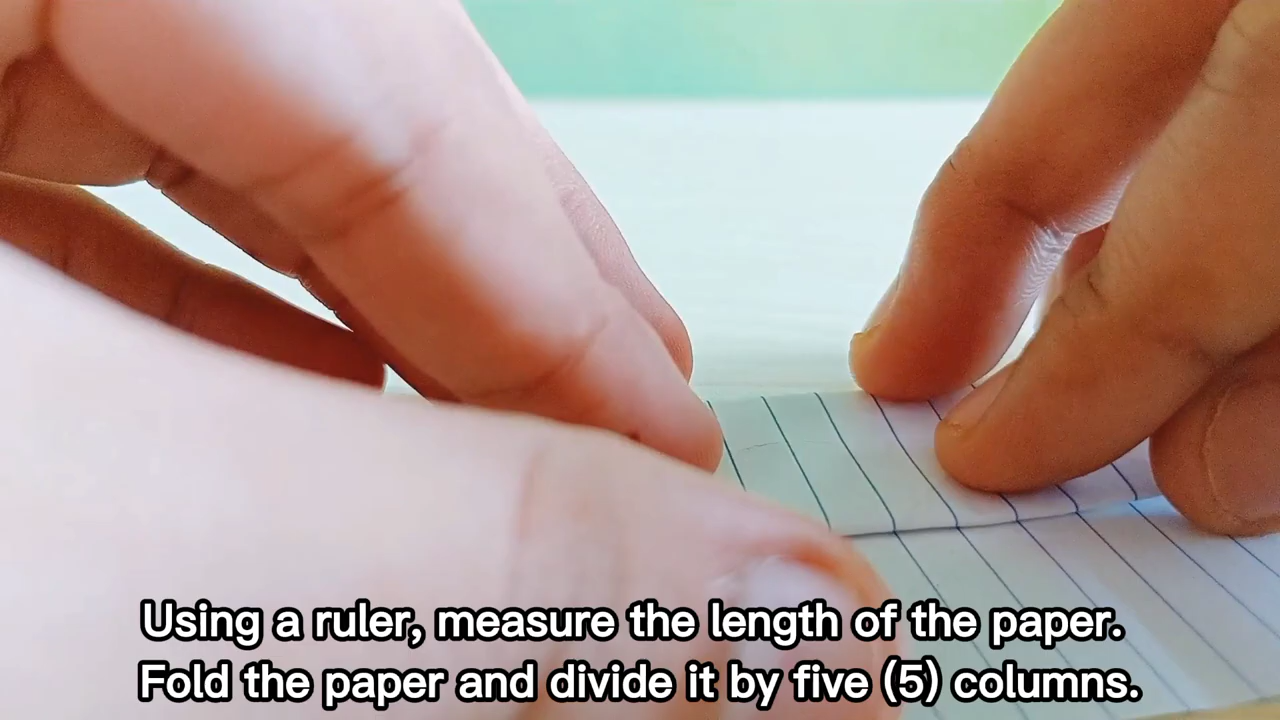 Using a ruler, measure the length of the paper.
Fold the paper and divide it by five (5) columns.